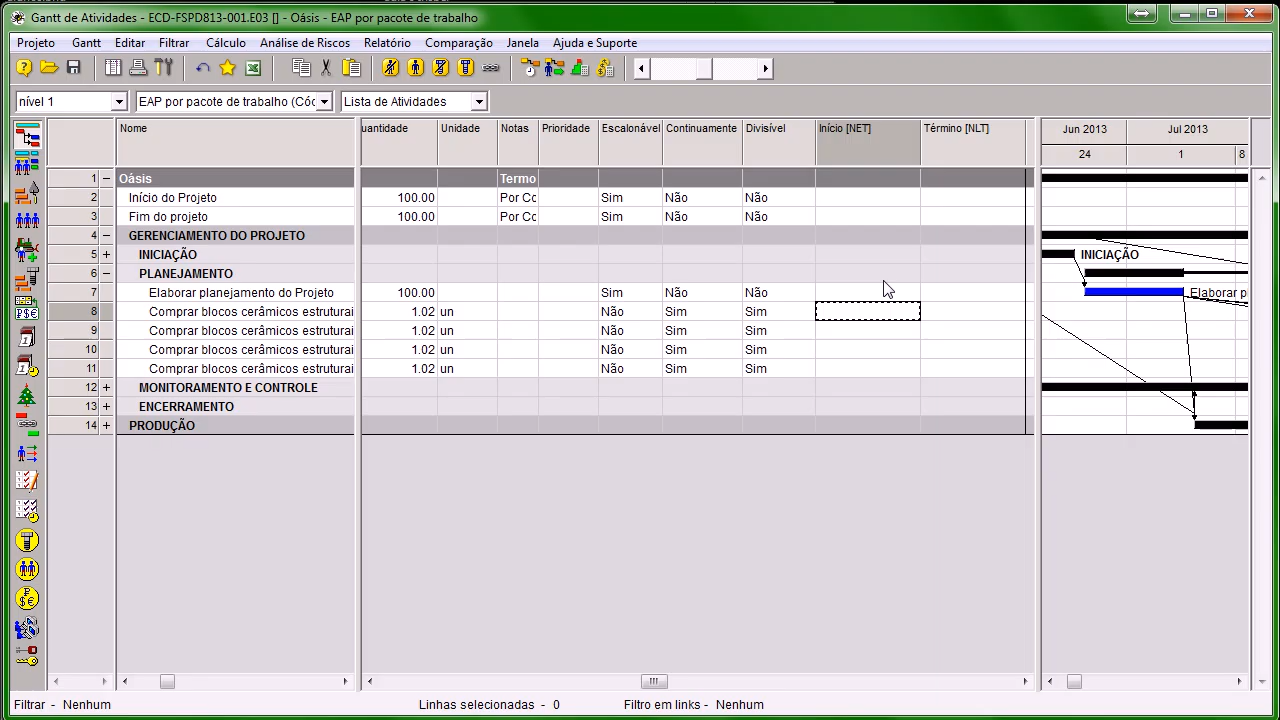 Gantt de Atividades - ECD-FSPD813-001.E03 [] - Oásis - EAP por pacote de trabalho
Projeto Gantt Editar Filtrar Cálculo Análise de Riscos Relatório Comparação Janela Ajuda e Suporte
nível 1 EAP por pacote de trabalho (Cóc Lista de Atividades
Nome uantidade Unidade Notas Prioridade Escalonável Continuamente Divisível Início [NET] Término [NLT] Jun 2013 Jul 2013
24 1 8
1 − Oásis Termo
2 Início do Projeto 100.00 Por Cc Sim Não Não
3 Fim do projeto 100.00 Por Cc Sim Não Não
4 − GERENCIAMENTO DO PROJETO
5 + INICIAÇÃO INICIAÇÃO
6 − PLANEJAMENTO
7 Elaborar planejamento do Projeto 100.00 Sim Não Não Elaborar p
8 Comprar blocos cerâmicos estruturai 1.02 un Não Sim Sim
9 Comprar blocos cerâmicos estruturai 1.02 un Não Sim Sim
10 Comprar blocos cerâmicos estruturai 1.02 un Não Sim Sim
11 Comprar blocos cerâmicos estruturai 1.02 un Não Sim Sim
12 + MONITORAMENTO E CONTROLE
13 + ENCERRAMENTO
14 + PRODUÇÃO
Filtrar - Nenhum Linhas selecionadas - 0 Filtro em links - Nenhum